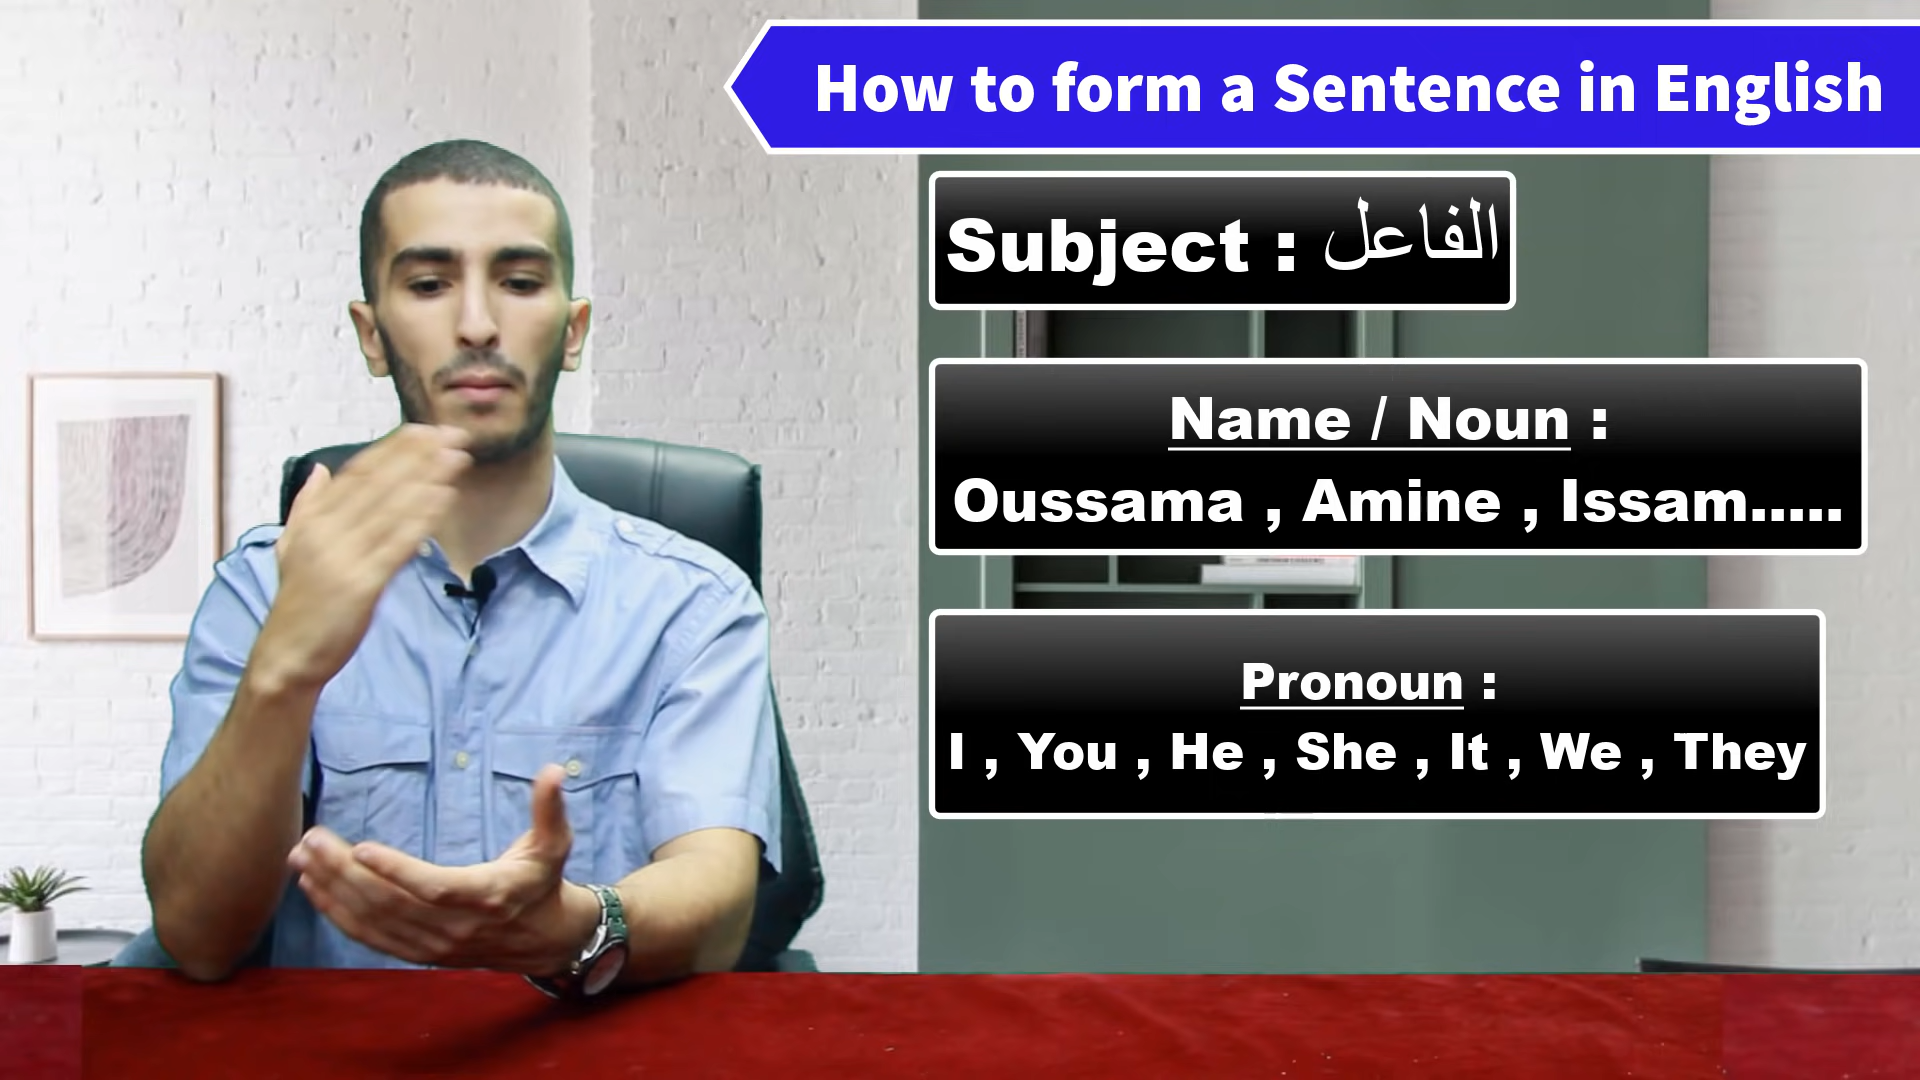 How to form a Sentence in English
Subject : الفاعل
Name / Noun :
Oussama , Amine , Issam.....
Pronoun :
I , You , He , She , It , We , They